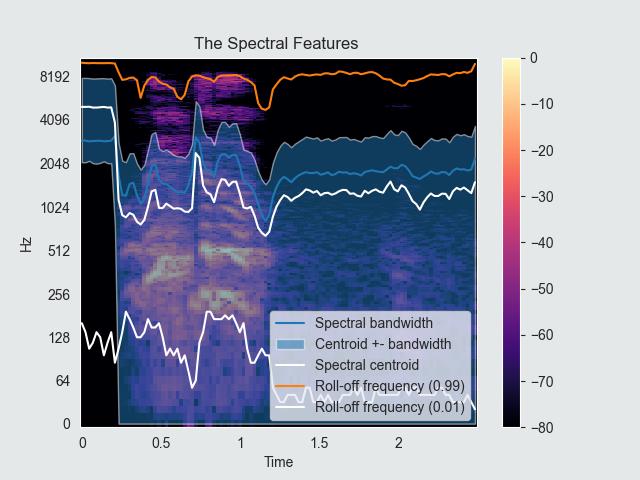 The Spectral Features
8192
4096
2048
1024
512
256
128
64
0
Hz
0
0.5
1
1.5
2
Time
Spectral bandwidth
Centroid +- bandwidth
Spectral centroid
Roll-off frequency (0.99)
Roll-off frequency (0.01)
0
−10
−20
−30
−40
−50
−60
−70
−80